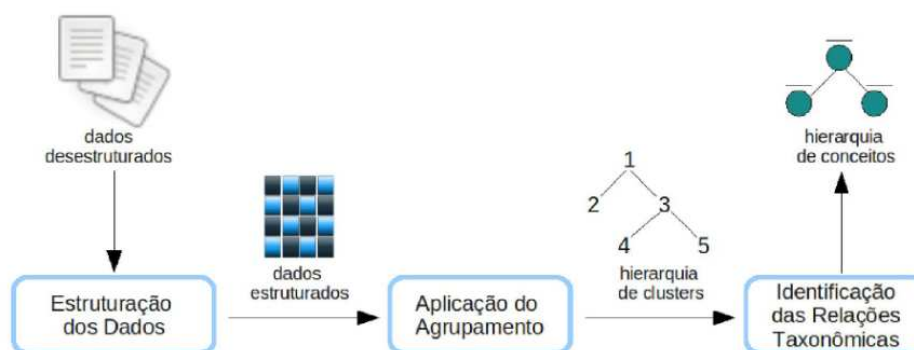 dados
desestruturados
Estruturação
dos Dados
dados
estruturados
Aplicação do
Agrupamento
1
2 3
4 5
hierarquia
de clusters
Identificação
das Relações
Taxonômicas
hierarquia
de conceitos